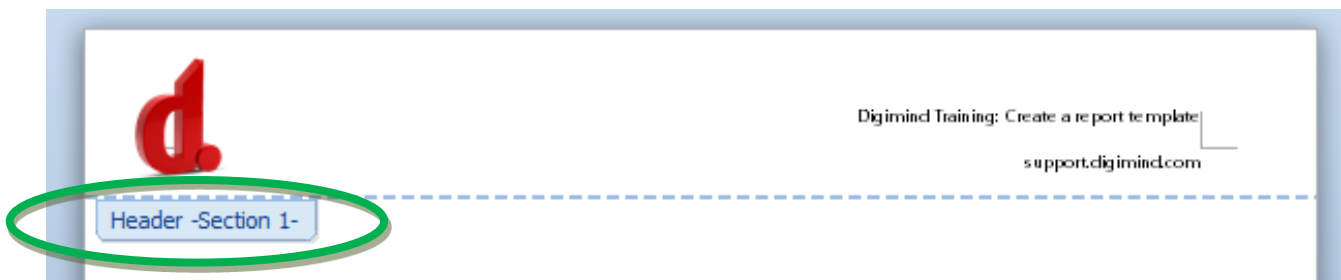 d.
Digimind Training: Create a report template
support.digimind.com
Header -Section 1-